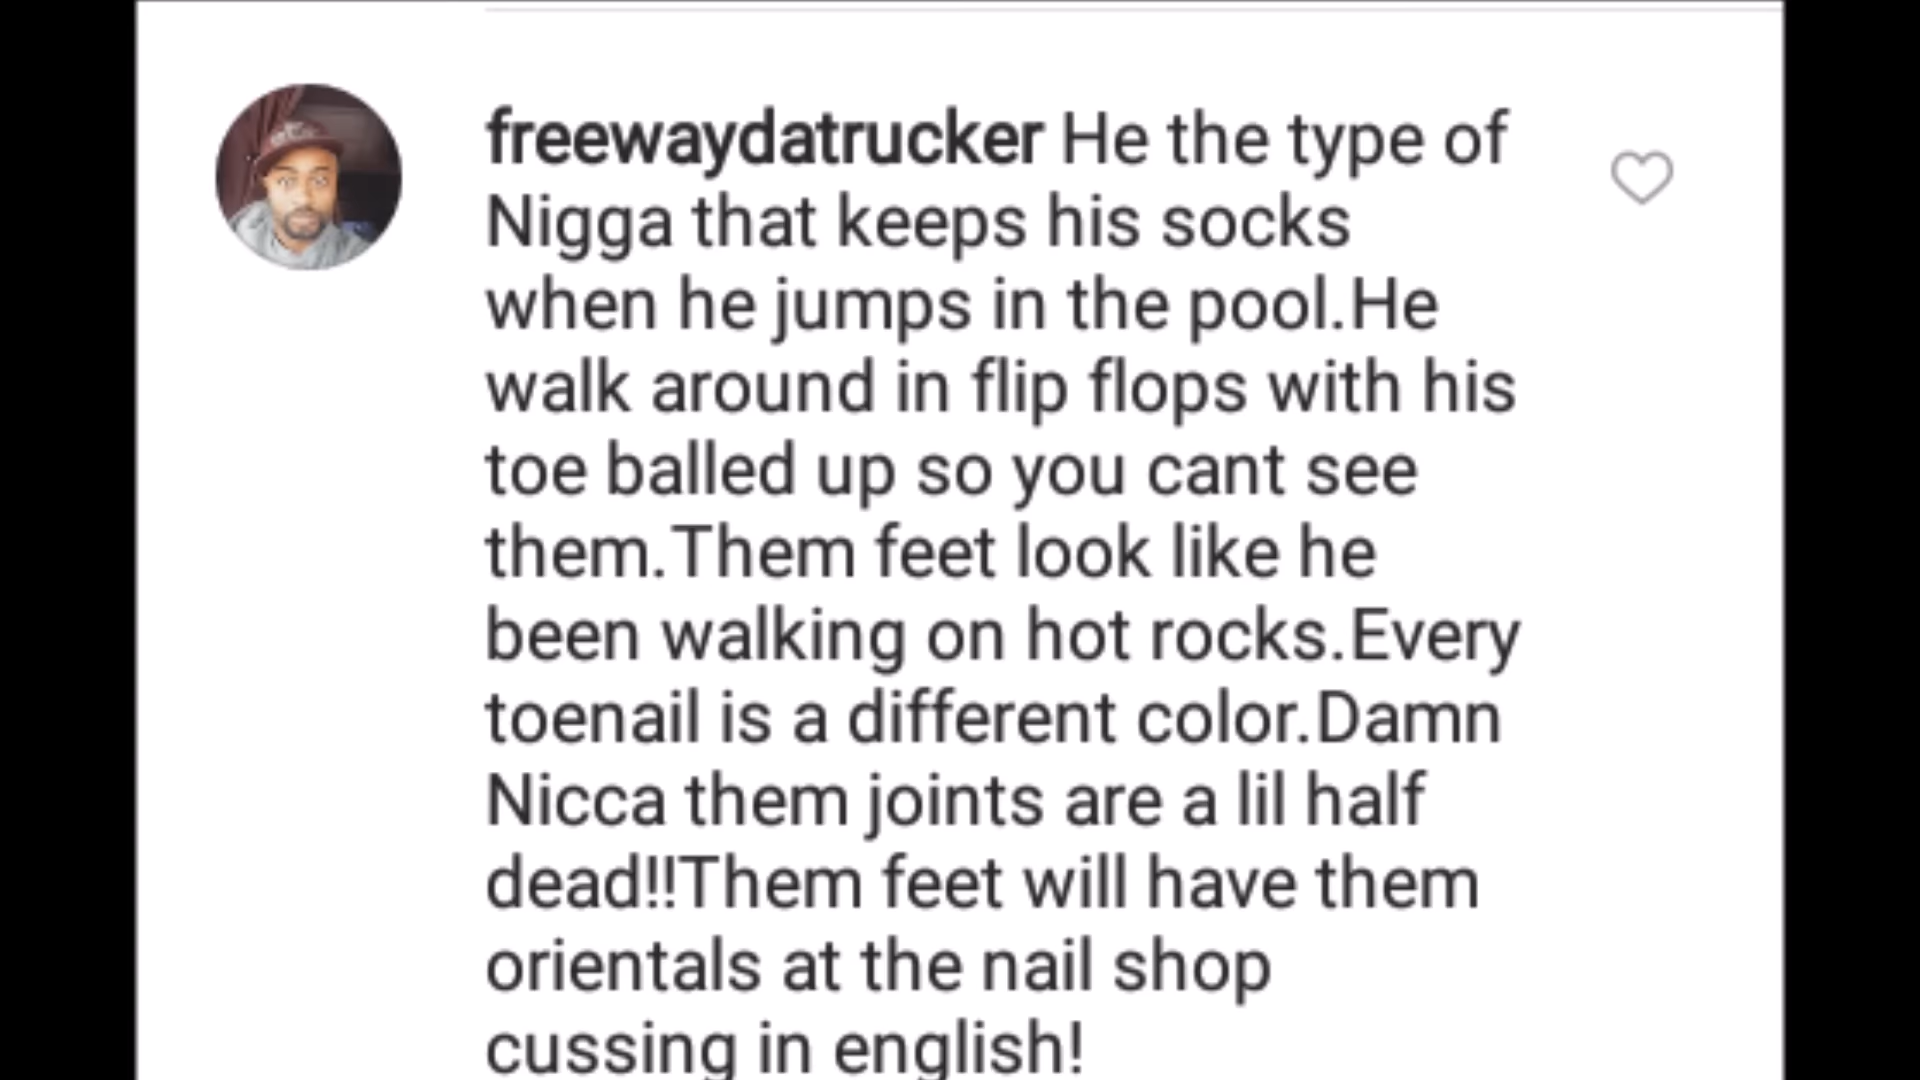 freewaydatrucker He the type of
Nigga that keeps his socks
when he jumps in the pool.He
walk around in flip flops with his
toe balled up so you cant see
them.Them feet look like he
been walking on hot rocks.Every
toenail is a different color.Damn
Nicca them joints are a lil half
dead!!Them feet will have them
orientals at the nail shop
cussing in english!